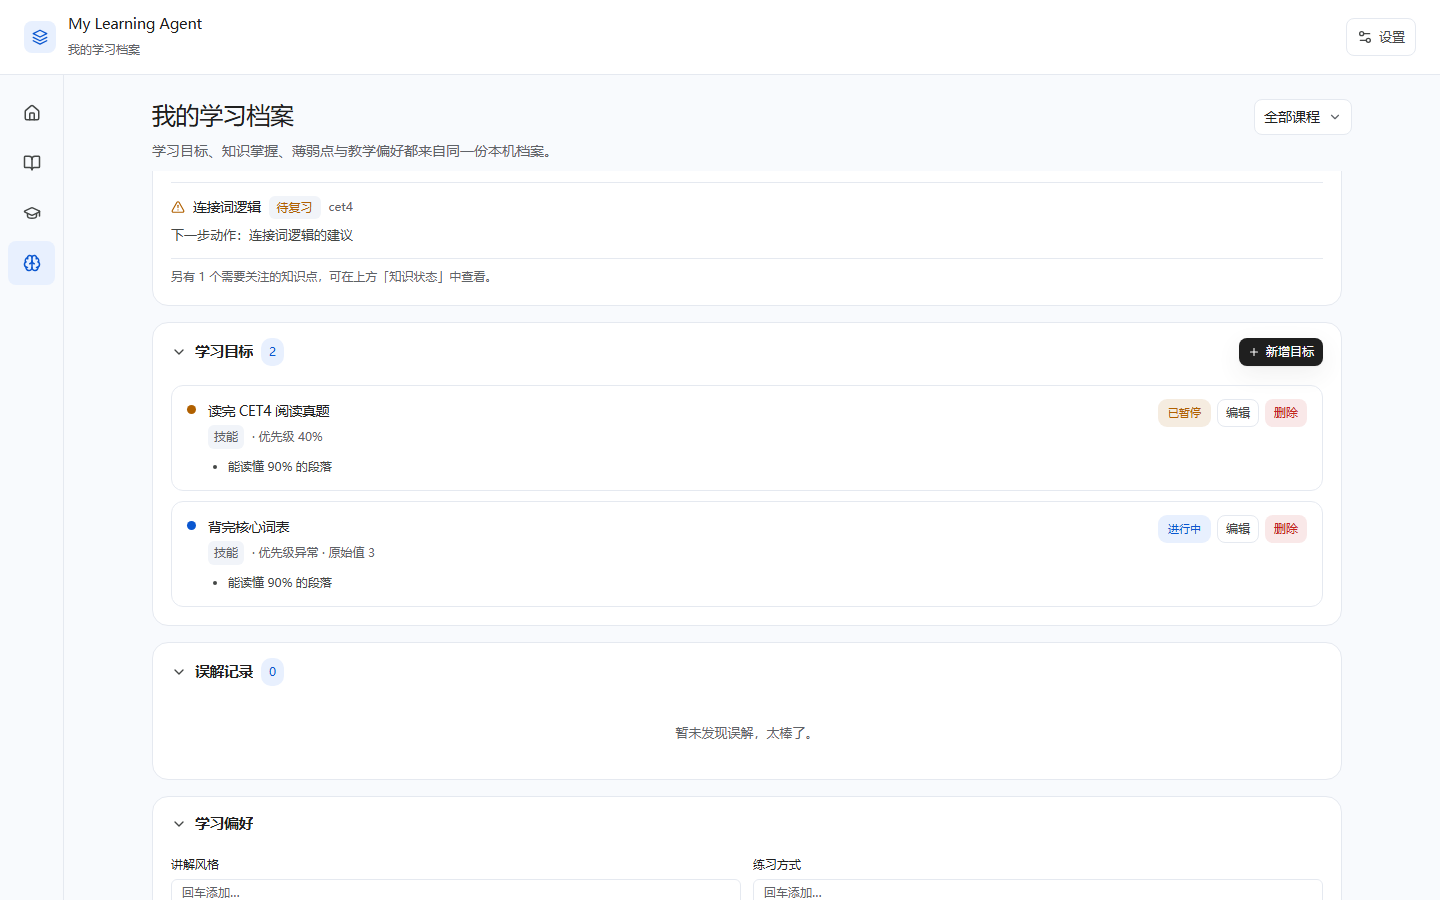 My Learning Agent
我的学习档案
设置
我的学习档案
全部课程
学习目标、知识掌握、薄弱点与教学偏好都来自同一份本机档案。
连接词逻辑 待复习 cet4
下一步动作：连接词逻辑的建议
另有 1 个需要关注的知识点，可在上方「知识状态」中查看。
学习目标 2
+ 新增目标
读完 CET4 阅读真题
已暂停 编辑 删除
技能 · 优先级 40%
• 能读懂 90% 的段落
背完核心词表
进行中 编辑 删除
技能 · 优先级异常 · 原始值 3
• 能读懂 90% 的段落
误解记录 0
暂未发现误解，太棒了。
学习偏好
讲解风格
练习方式
回车添加...
回车添加...